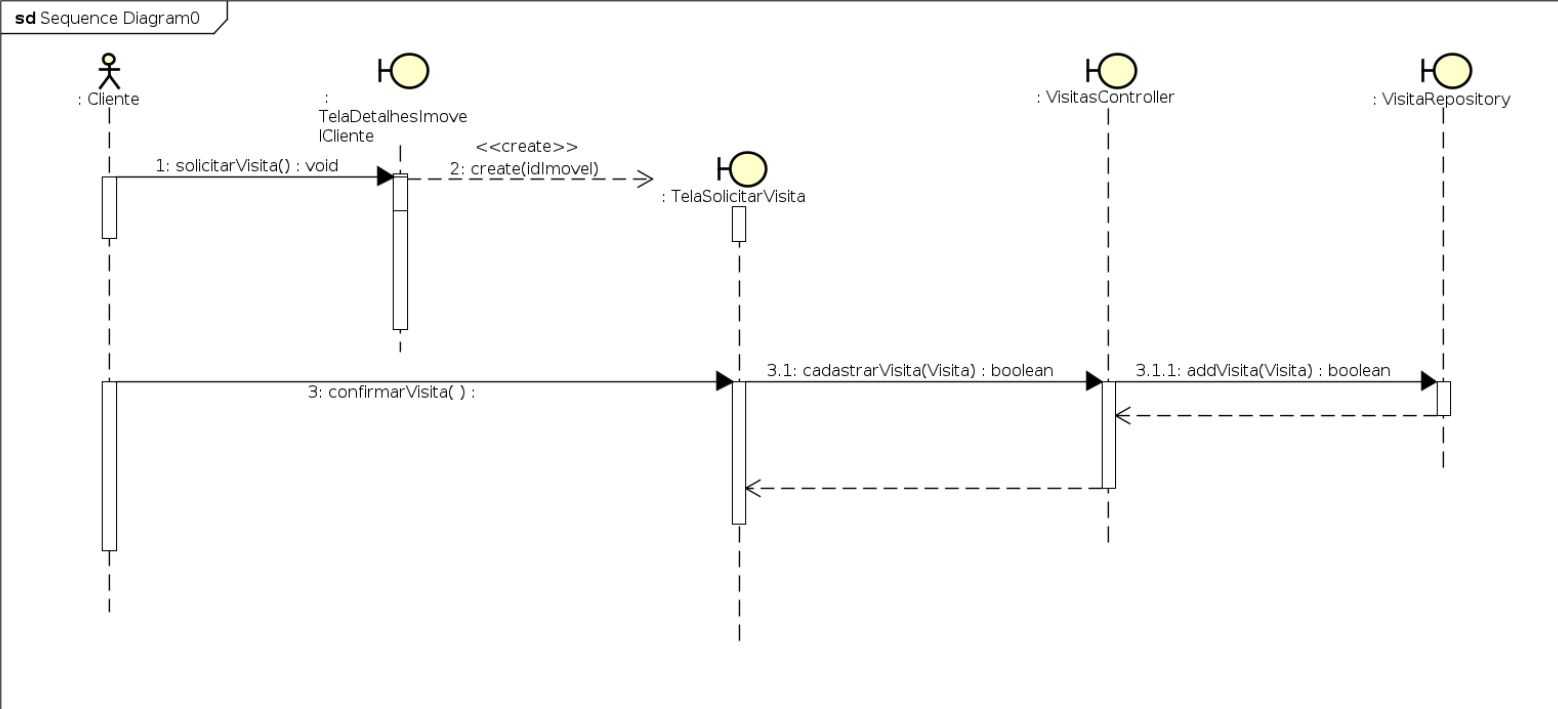 sd Sequence Diagram0
: Cliente
:
TelaDetalhesImove
lCliente
: VisitasController
: VisitaRepository
<<create>>
1: solicitarVisita() : void
2: create(idImovel)
: TelaSolicitarVisita
3: confirmarVisita( ) :
3.1: cadastrarVisita(Visita) : boolean
3.1.1: addVisita(Visita) : boolean